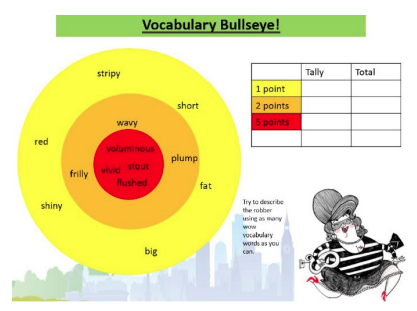 Vocabulary Bullseye!
stripy
short
wavy
red
voluminous
plump
stout
vivid
frilly
flushed
fat
shiny
big
Tally Total
1 point
2 points
5 points
Try to describe
the robber
using as many
wow
vocabulary
words as you
can.